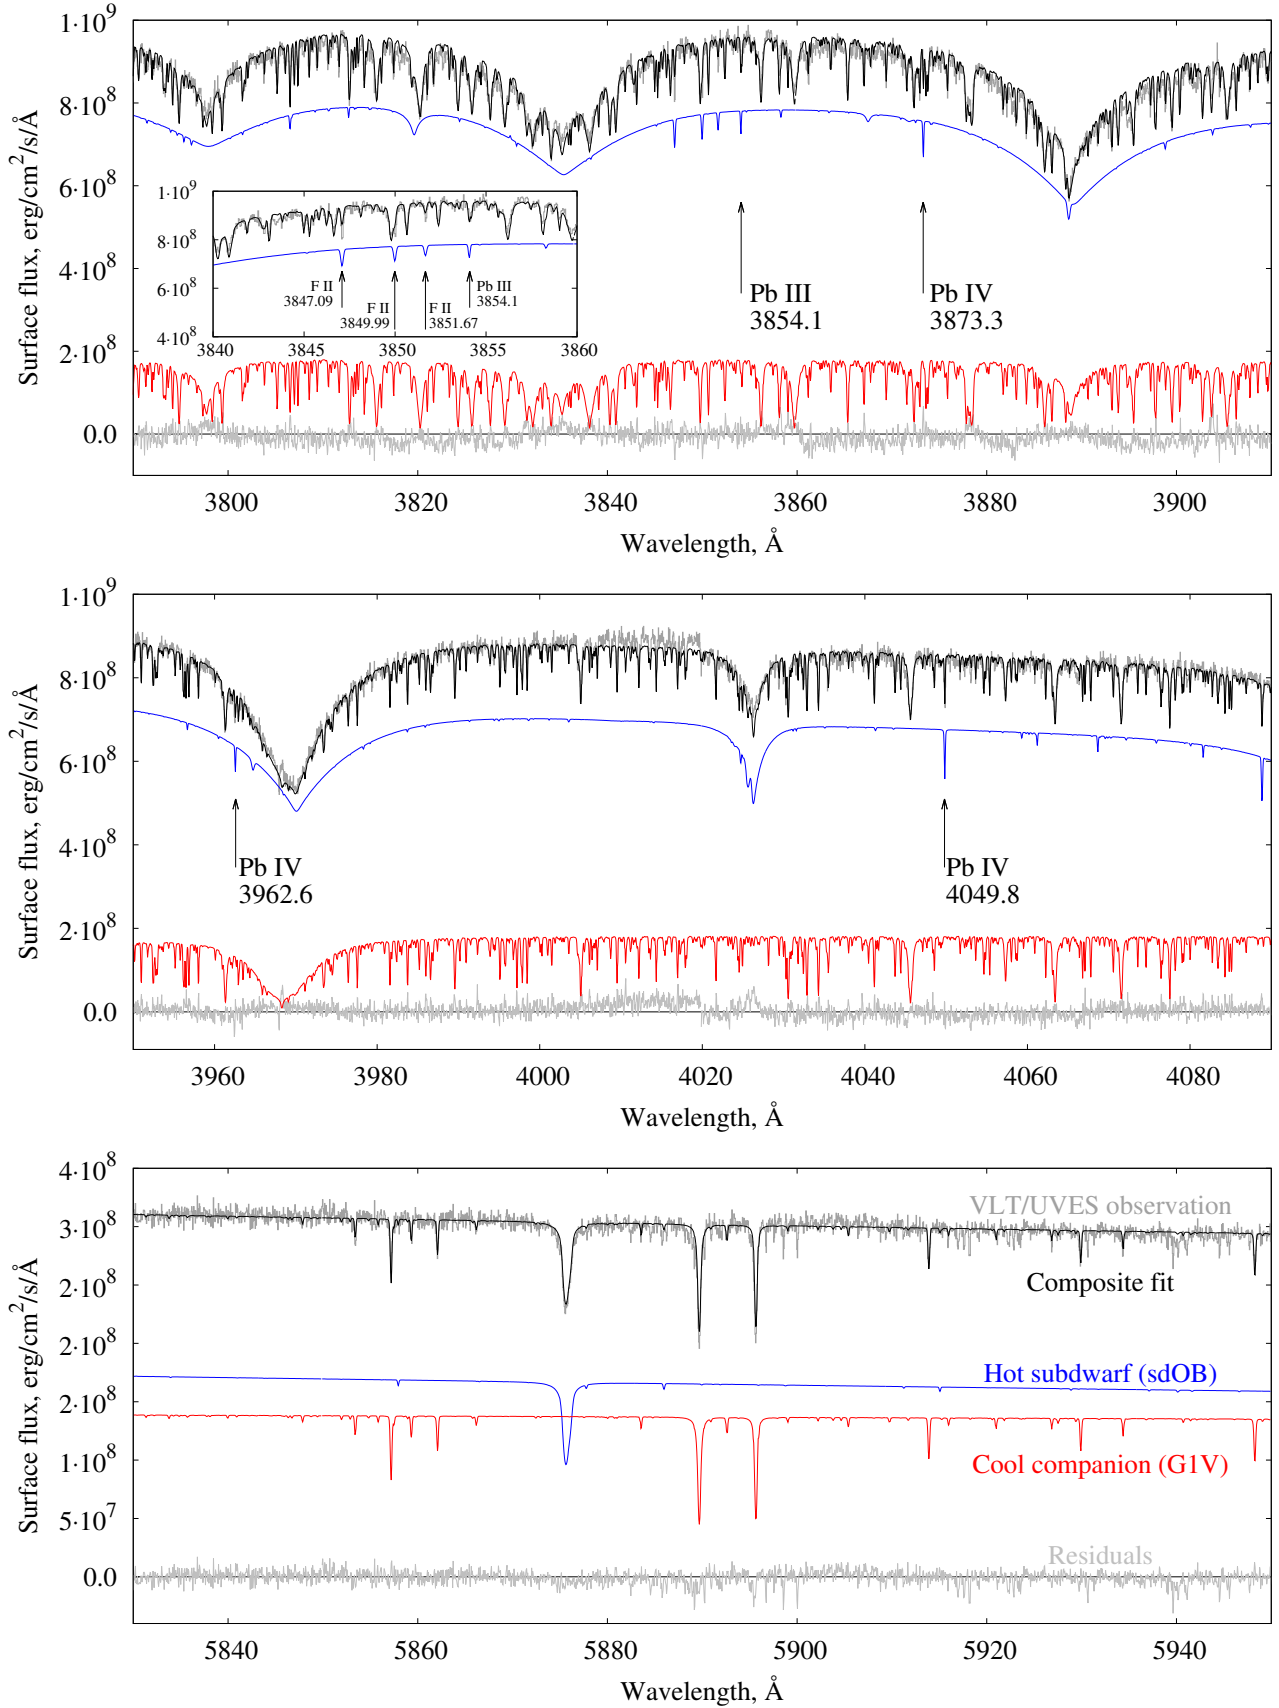 1·10⁹
8·10⁸
6·10⁸
4·10⁸
2·10⁸
0.0
Surface flux, erg/cm²/s/Å
1·10⁹
8·10⁸
6·10⁸
4·10⁸
3840 3845 3850 3855 3860
F II
3847.09
F II
3849.99
F II
3851.67
Pb III
3854.1
Pb III
3854.1
Pb IV
3873.3
3800 3820 3840 3860 3880 3900
Wavelength, Å
1·10⁹
8·10⁸
6·10⁸
4·10⁸
2·10⁸
0.0
Surface flux, erg/cm²/s/Å
Pb IV
3962.6
Pb IV
4049.8
3960 3980 4000 4020 4040 4060 4080
Wavelength, Å
4·10⁸
3·10⁸
2·10⁸
2·10⁸
2·10⁸
1·10⁸
5·10⁷
0.0
Surface flux, erg/cm²/s/Å
VLT/UVES observation
Composite fit
Hot subdwarf (sdOB)
Cool companion (G1V)
Residuals
5840 5860 5880 5900 5920 5940
Wavelength, Å